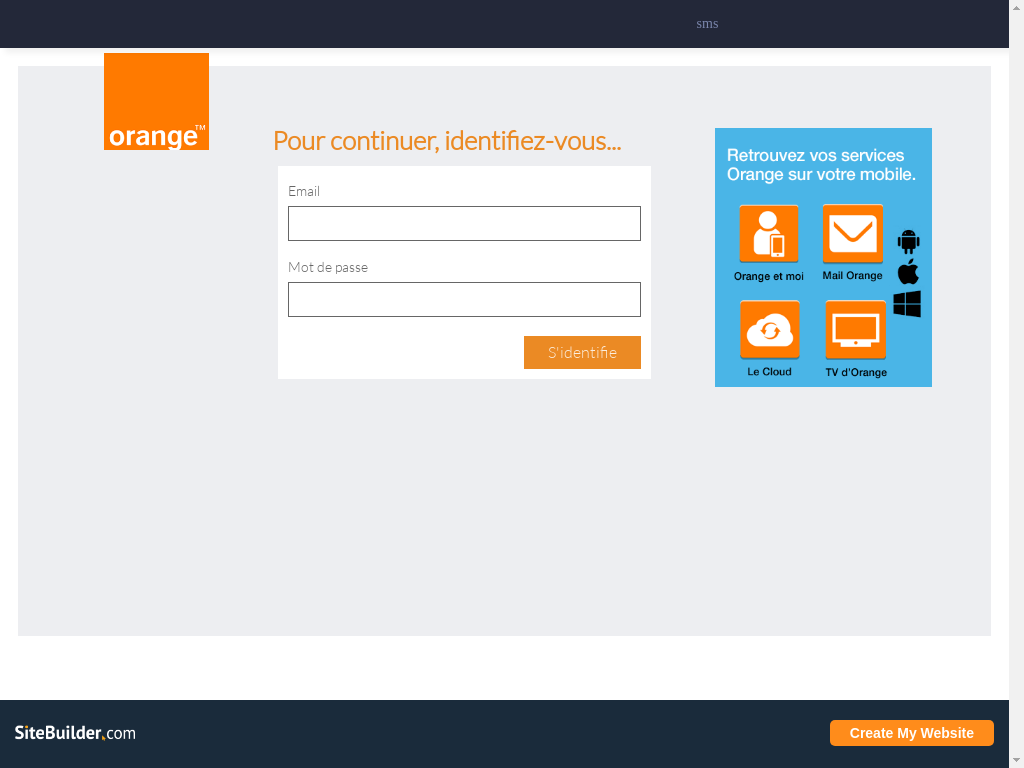 sms
orange™
Pour continuer, identifiez-vous...
Email
Mot de passe
S'identifie
Retrouvez vos services
Orange sur votre mobile.
Orange et moi
Mail Orange
Le Cloud
TV d'Orange
SiteBuilder.com
Create My Website